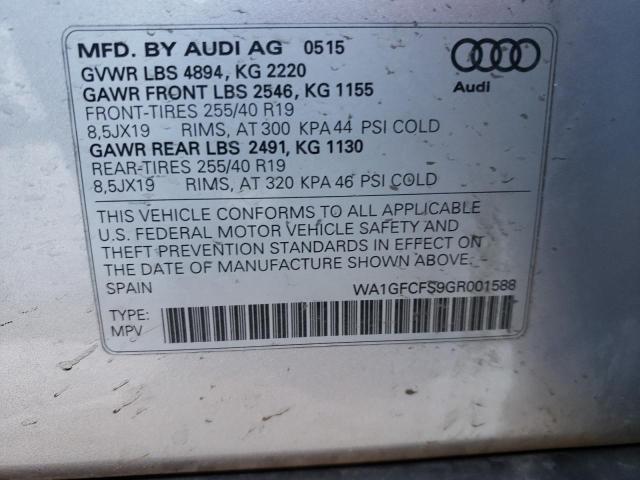 MFD. BY AUDI AG 0515
GVWR LBS 4894, KG 2220
GAWR FRONT LBS 2546, KG 1155
FRONT-TIRES 255/40 R19
8,5JX19 RIMS, AT 300 KPA 44 PSI COLD
GAWR REAR LBS 2491, KG 1130
REAR-TIRES 255/40 R19
8,5JX19 RIMS, AT 320 KPA 46 PSI COLD
Audi
THIS VEHICLE CONFORMS TO ALL APPLICABLE
U.S. FEDERAL MOTOR VEHICLE SAFETY AND
THEFT PREVENTION STANDARDS IN EFFECT ON
THE DATE OF MANUFACTURE SHOWN ABOVE.
SPAIN WA1GFCFS9GR001588
TYPE:
MPV